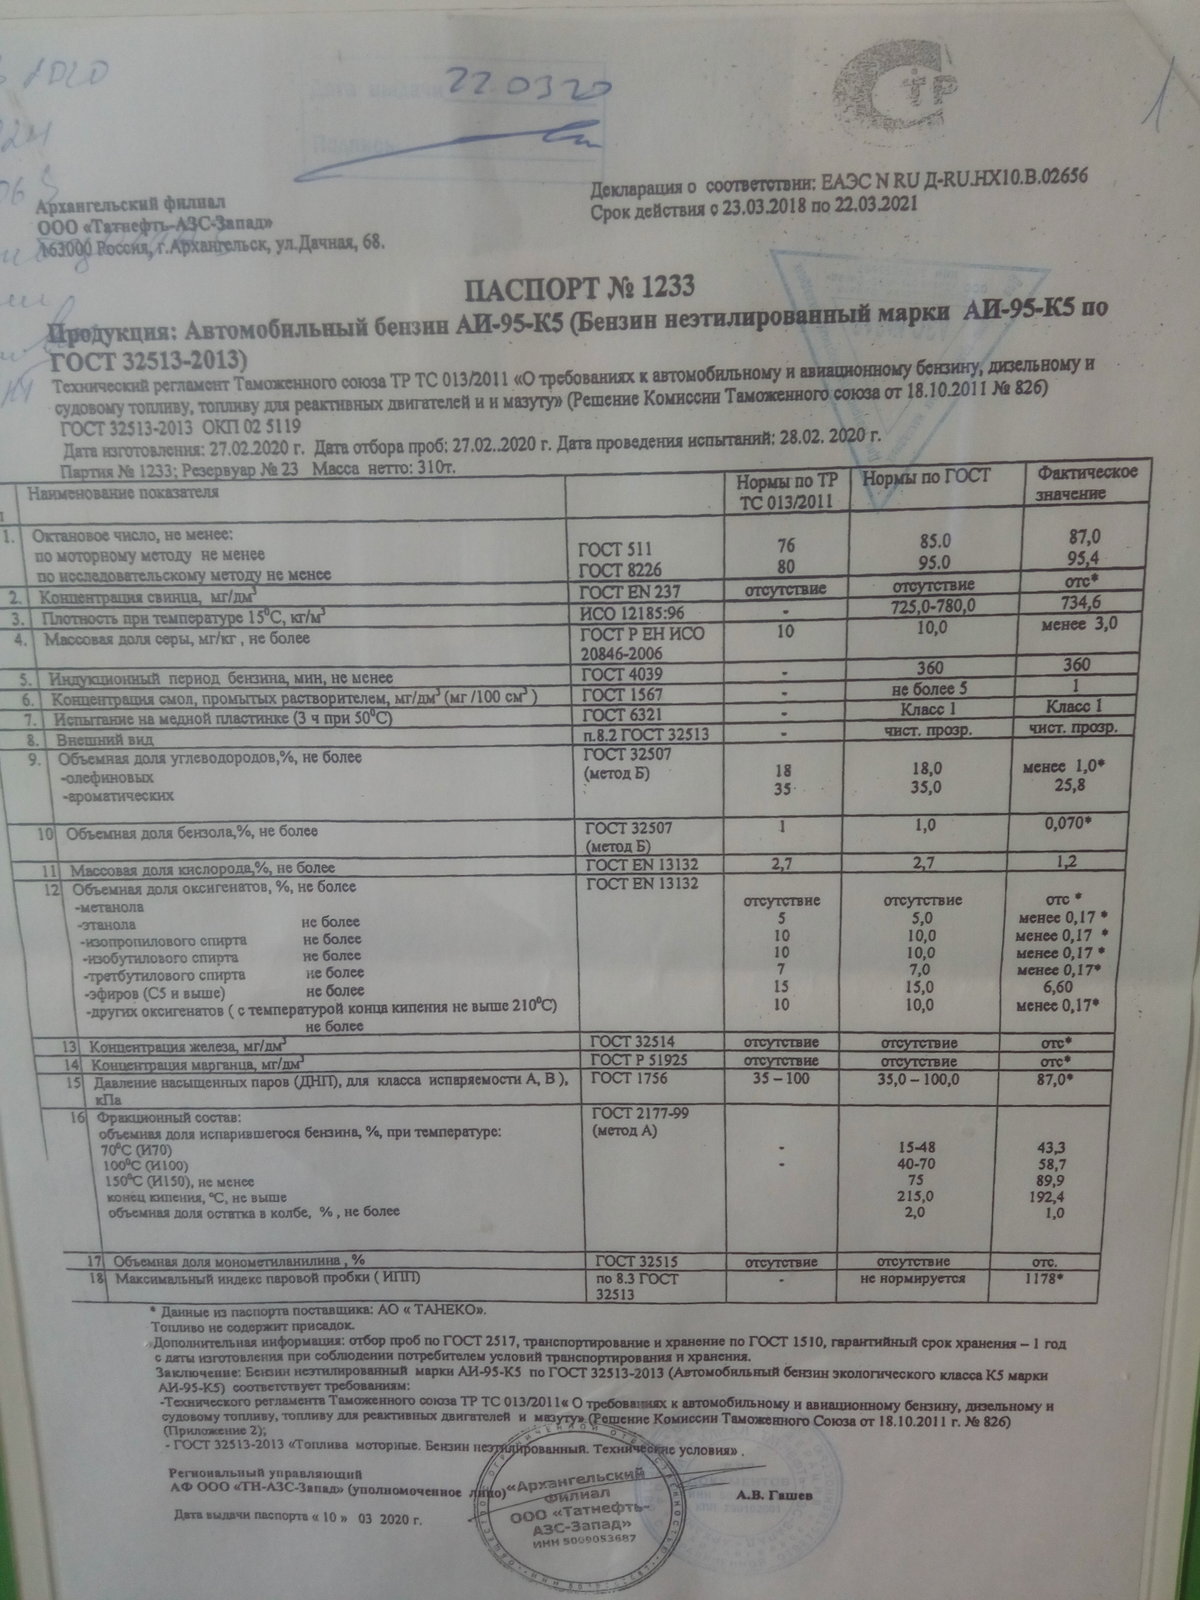 1020
22.0320
ТР
1
Архангельский филиал
ООО «Татнефть-АЗС-Запад»
163000 Россия, г.Архангельск, ул.Дачная, 68.
Декларация о соответствии: ЕАЭС N RU Д-RU.НХ10.В.02656
Срок действия с 23.03.2018 по 22.03.2021
ПАСПОРТ № 1233
Продукция: Автомобильный бензин АИ-95-К5 (Бензин неэтилированный марки АИ-95-К5 по
ГОСТ 32513-2013)
Технический регламент Таможенного союза ТР ТС 013/2011 «О требованиях к автомобильному и авиационному бензину, дизельному и
судовому топливу, топливу для реактивных двигателей и и мазуту» (Решение Комиссии Таможенного союза от 18.10.2011 № 826)
ГОСТ 32513-2013 ОКП 02 5119
Дата изготовления: 27.02.2020 г. Дата отбора проб: 27.02..2020 г. Дата проведения испытаний: 28.02. 2020 г.
Партия № 1233; Резервуар № 23 Масса нетто: 310т.
Наименование показателя Нормы по ТР ТС 013/2011 Нормы по ГОСТ Фактическое значение
1. Октановое число, не менее:
по моторному методу не менее ГОСТ 511 76 85.0 87,0
по исследовательскому методу не менее ГОСТ 8226 80 95.0 95,4
2. Концентрация свинца, мг/дм³ ГОСТ EN 237 отсутствие отсутствие отс*
3. Плотность при температуре 15⁰С, кг/м³ ИСО 12185:96 - 725,0-780,0 734,6
4. Массовая доля серы, мг/кг , не более ГОСТ Р ЕН ИСО 10 10,0 менее 3,0
20846-2006
5. Индукционный период бензина, мин, не менее ГОСТ 4039 - 360 360
6. Концентрация смол, промытых растворителем, мг/дм³ (мг /100 см³ ) ГОСТ 1567 - не более 5 1
7. Испытание на медной пластинке (3 ч при 50⁰С) ГОСТ 6321 - Класс 1 Класс 1
8. Внешний вид п.8.2 ГОСТ 32513 - чист. прозр. чист. прозр.
9. Объемная доля углеводородов,%, не более ГОСТ 32507
-олефиновых (метод Б) 18 18,0 менее 1,0*
-ароматических 35 35,0 25,8
10 Объемная доля бензола,%, не более ГОСТ 32507 1 1,0 0,070*
(метод Б)
11 Массовая доля кислорода,%, не более ГОСТ EN 13132 2,7 2,7 1,2
12 Объемная доля оксигенатов, %, не более ГОСТ EN 13132
-метанола отсутствие отсутствие отс *
-этанола не более 5 5,0 менее 0,17 *
-изопропилового спирта не более 10 10,0 менее 0,17 *
-изобутилового спирта не более 10 10,0 менее 0,17 *
-третбутилового спирта не более 7 7,0 менее 0,17*
-эфиров (С5 и выше) не более 15 15,0 6,60
-других оксигенатов ( с температурой конца кипения не выше 210⁰С) 10 10,0 менее 0,17*
не более
13 Концентрация железа, мг/дм³ ГОСТ 32514 отсутствие отсутствие отс*
14 Концентрация марганца, мг/дм³ ГОСТ Р 51925 отсутствие отсутствие отс*
15 Давление насыщенных паров (ДНП), для класса испаряемости А, В ), ГОСТ 1756 35 – 100 35,0 – 100,0 87,0*
кПа
16 Фракционный состав: ГОСТ 2177-99
объемная доля испарившегося бензина, %, при температуре: (метод А)
70⁰С (И70) - 15-48 43,3
100⁰С (И100) - 40-70 58,7
150⁰С (И150), не менее 75 89,9
конец кипения, ºС, не выше 215,0 192,4
объемная доля остатка в колбе, % , не более 2,0 1,0
17 Объемная доля монометиланилина , % ГОСТ 32515 отсутствие отсутствие отс.
18 Максимальный индекс паровой пробки ( ИПП) по 8.3 ГОСТ - не нормируется 1178*
32513
* Данные из паспорта поставщика: АО « ТАНЕКО».
Топливо не содержит присадок.
Дополнительная информация: отбор проб по ГОСТ 2517, транспортирование и хранение по ГОСТ 1510, гарантийный срок хранения – 1 год
с даты изготовления при соблюдении потребителем условий транспортирования и хранения.
Заключение: Бензин неэтилированный марки АИ-95-К5 по ГОСТ 32513-2013 (Автомобильный бензин экологического класса К5 марки
АИ-95-К5) соответствует требованиям:
-Технического регламента Таможенного союза ТР ТС 013/2011« О требованиях к автомобильному и авиационному бензину, дизельному и
судовому топливу, топливу для реактивных двигателей и мазуту» (Решение Комиссии Таможенного Союза от 18.10.2011 г. № 826)
(Приложение 2);
- ГОСТ 32513-2013 «Топлива моторные. Бензин неэтилированный. Технические условия» .
Региональный управляющий
АФ ООО «ТН-АЗС-Запад» (уполномоченное лицо) А.В. Гашев
«Архангельский
Филиал
ООО «Татнефть-
АЗС-Запад»
ИНН 5009053687
Дата выдачи паспорта « 10 » 03 2020 г.